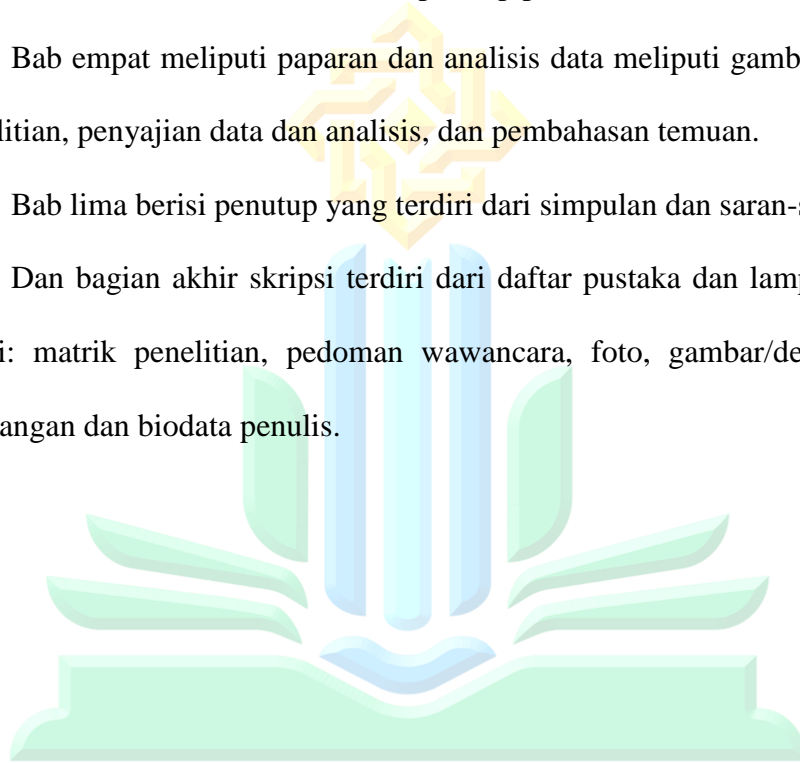 Bab empat meliputi paparan dan analisis data meliputi gamb
litian, penyajian data dan analisis, dan pembahasan temuan.
Bab lima berisi penutup yang terdiri dari simpulan dan saran-s
Dan bagian akhir skripsi terdiri dari daftar pustaka dan lamp
i: matrik penelitian, pedoman wawancara, foto, gambar/de
angan dan biodata penulis.